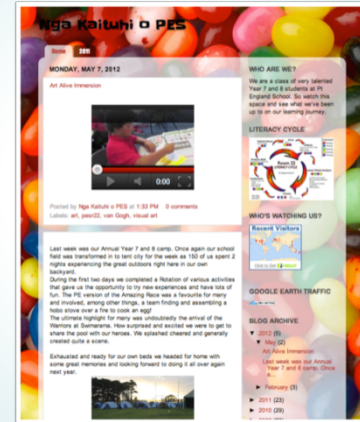 Nga Kaituhi o PES
Home
2011
MONDAY, MAY 7, 2012
Art Alive Immersion
0:00
Posted by Nga Kaituhi o PES at 1:33 PM 0 comments
Labels: art, year22, van Gogh, visual art
Last week was our Annual Year 7 and 8 camp. Once again our school
field was transformed in to tent city for the week as 150 of us spent 2
nights experiencing the great outdoors right here in our own
backyard.
During the first two days we completed a Rotation of various activities
that gave us the opportunity to try new experiences and have lots of
fun. The PE version of the Amazing Race was a favourite for many
and involved, among other things, a team finding and assembling a
hobo stove over a fire to cook an egg!
The ultimate highlight for many was undoubtedly the arrival of the
Warriors at Swimarama. How surprised and excited we were to get to
share the pool with our heroes. We splashed cheered and generally
created quite a scene.
Exhausted and ready for our own beds we headed for home with
some great memories and looking forward to doing it all over again
next year.
WHO ARE WE?
We are a class of very talented
Year 7 and 8 students at Pt
England School. So watch this
space and see what we've been
up to on our learning journey.
LITERACY CYCLE
WHO'S WATCHING US?
Recent Visitors
GOOGLE EARTH TRAFFIC
BLOG ARCHIVE
▼ 2012 (5)
▼ May (2)
Art Alive Immersion
Last week was our Annual
Year 7 and 8 camp. Once
a...
► February (3)
► 2011 (23)
► 2010 (29)